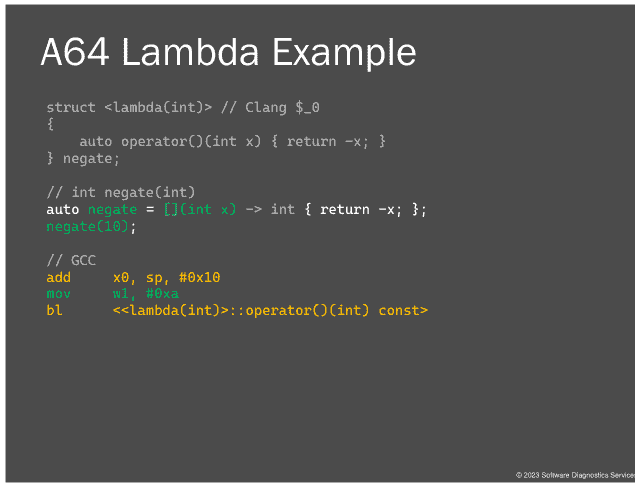 A64 Lambda Example
struct <lambda(int)> // Clang $_0
{
    auto operator()(int x) { return -x; }
} negate;
// int negate(int)
auto negate = [](int x) -> int { return -x; };
negate(10);
// GCC
add     x0, sp, #0x10
mov     w1, #0xa
bl      <<lambda(int)>::operator()(int) const>
© 2023 Software Diagnostics Services